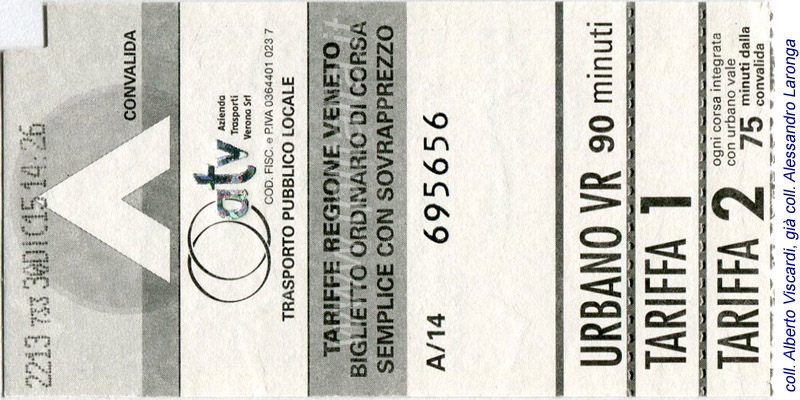 2213 733 30DIC15 14:26
CONVALIDA
atv
Azienda
Trasporti
Verona Srl
COD. FISC. e P.IVA 0364401 023 7
TRASPORTO PUBBLICO LOCALE
TARIFFE REGIONE VENETO
BIGLIETTO ORDINARIO DI CORSA
SEMPLICE CON SOVRAPPREZZO
A/14 695656
URBANO VR 90 minuti
TARIFFA 1
TARIFFA 2
ogni corsa integrata
con urbano vale
75 minuti dalla
convalida
coll. Alberto Viscardi, già coll. Alessandro Laronga